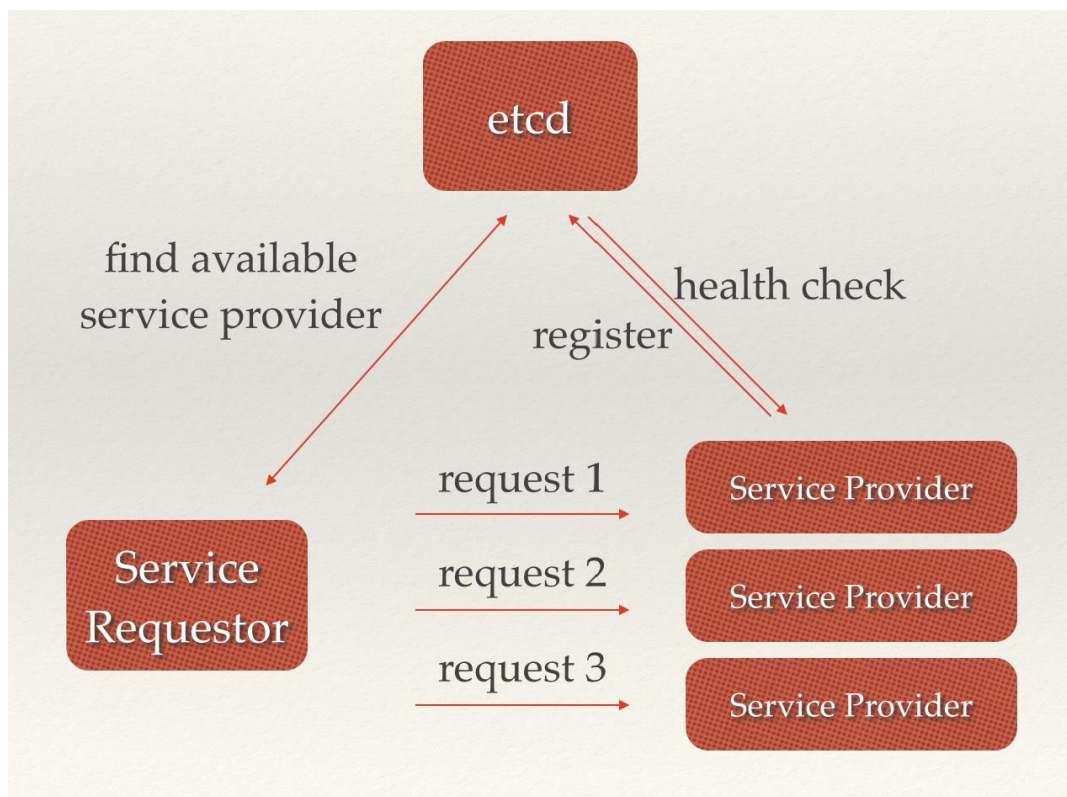 etcd
find available
service provider
health check
register
request 1
Service Provider
Service
Requestor
request 2
Service Provider
request 3
Service Provider